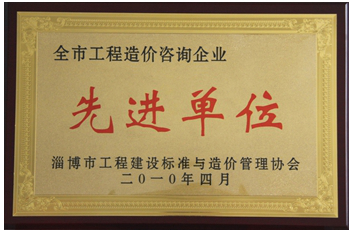 全市工程造价咨询企业
先进单位
淄博市工程建设标准与造价管理协会
二〇一〇年四月